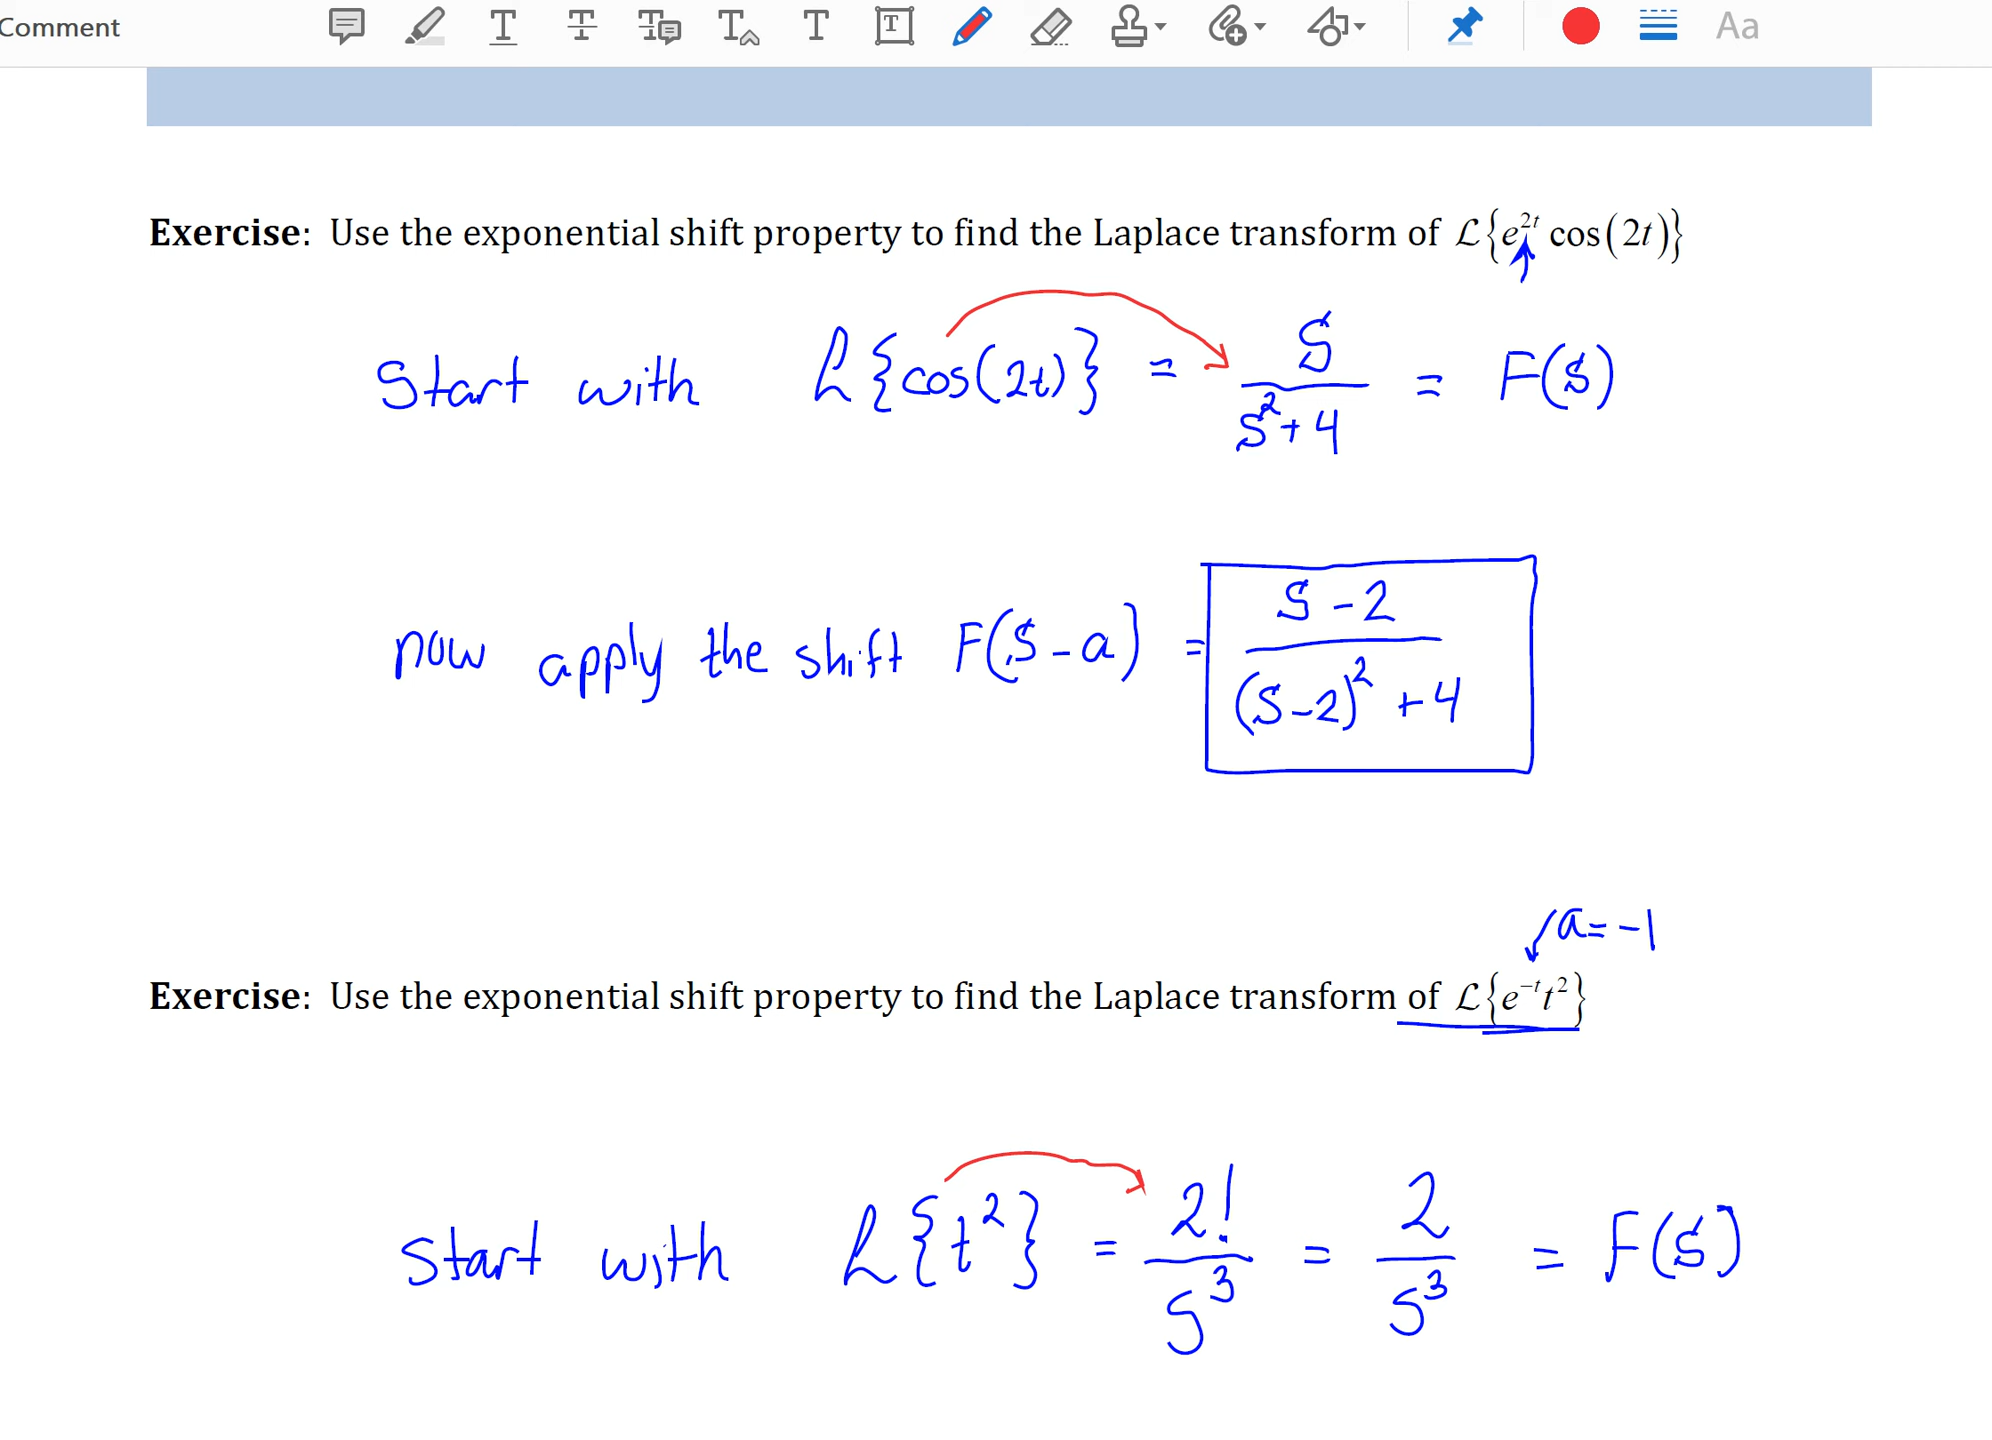 Comment
Aa
Exercise: Use the exponential shift property to find the Laplace transform of ℒ{e^{2t} cos(2t)}
Start with ℒ{cos(2t)} = s/(s²+4) = F(s)
now apply the shift F(s-a) = (s-2)/((s-2)²+4)
a=-1
Exercise: Use the exponential shift property to find the Laplace transform of ℒ{e^{-t}t²}
start with ℒ{t²} = 2!/s³ = 2/s³ = F(s)